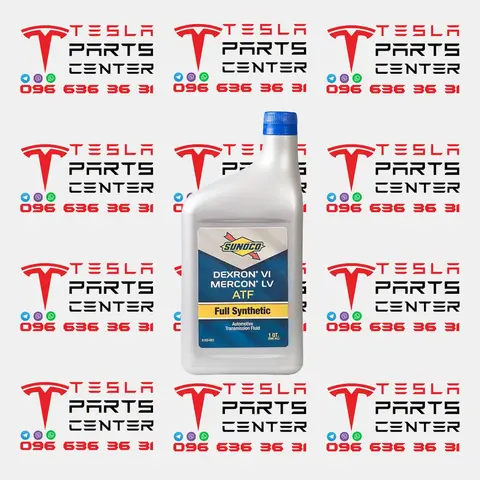 TESLA
PARTS
CENTER
096 636 36 31
TESLA
PARTS
CENTER
096 636 36 31
TESLA
PARTS
CENTER
096 636 36 31
TESLA
PARTS
CENTER
096 636 36 31
TESLA
PARTS
CENTER
096 636 36 31
TESLA
PARTS
CENTER
096 636 36 31
TESLA
PARTS
CENTER
096 636 36 31
TESLA
PARTS
CENTER
096 636 36 31
TESLA
PARTS
CENTER
096 636 36 31
TESLA
PARTS
CENTER
096 636 36 31
TESLA
PARTS
CENTER
096 636 36 31
TESLA
PARTS
CENTER
096 636 36 31
SUNOCO
DEXRON® VI
MERCON® LV
ATF
Full Synthetic
Automotive
Transmission Fluid
1 QT.